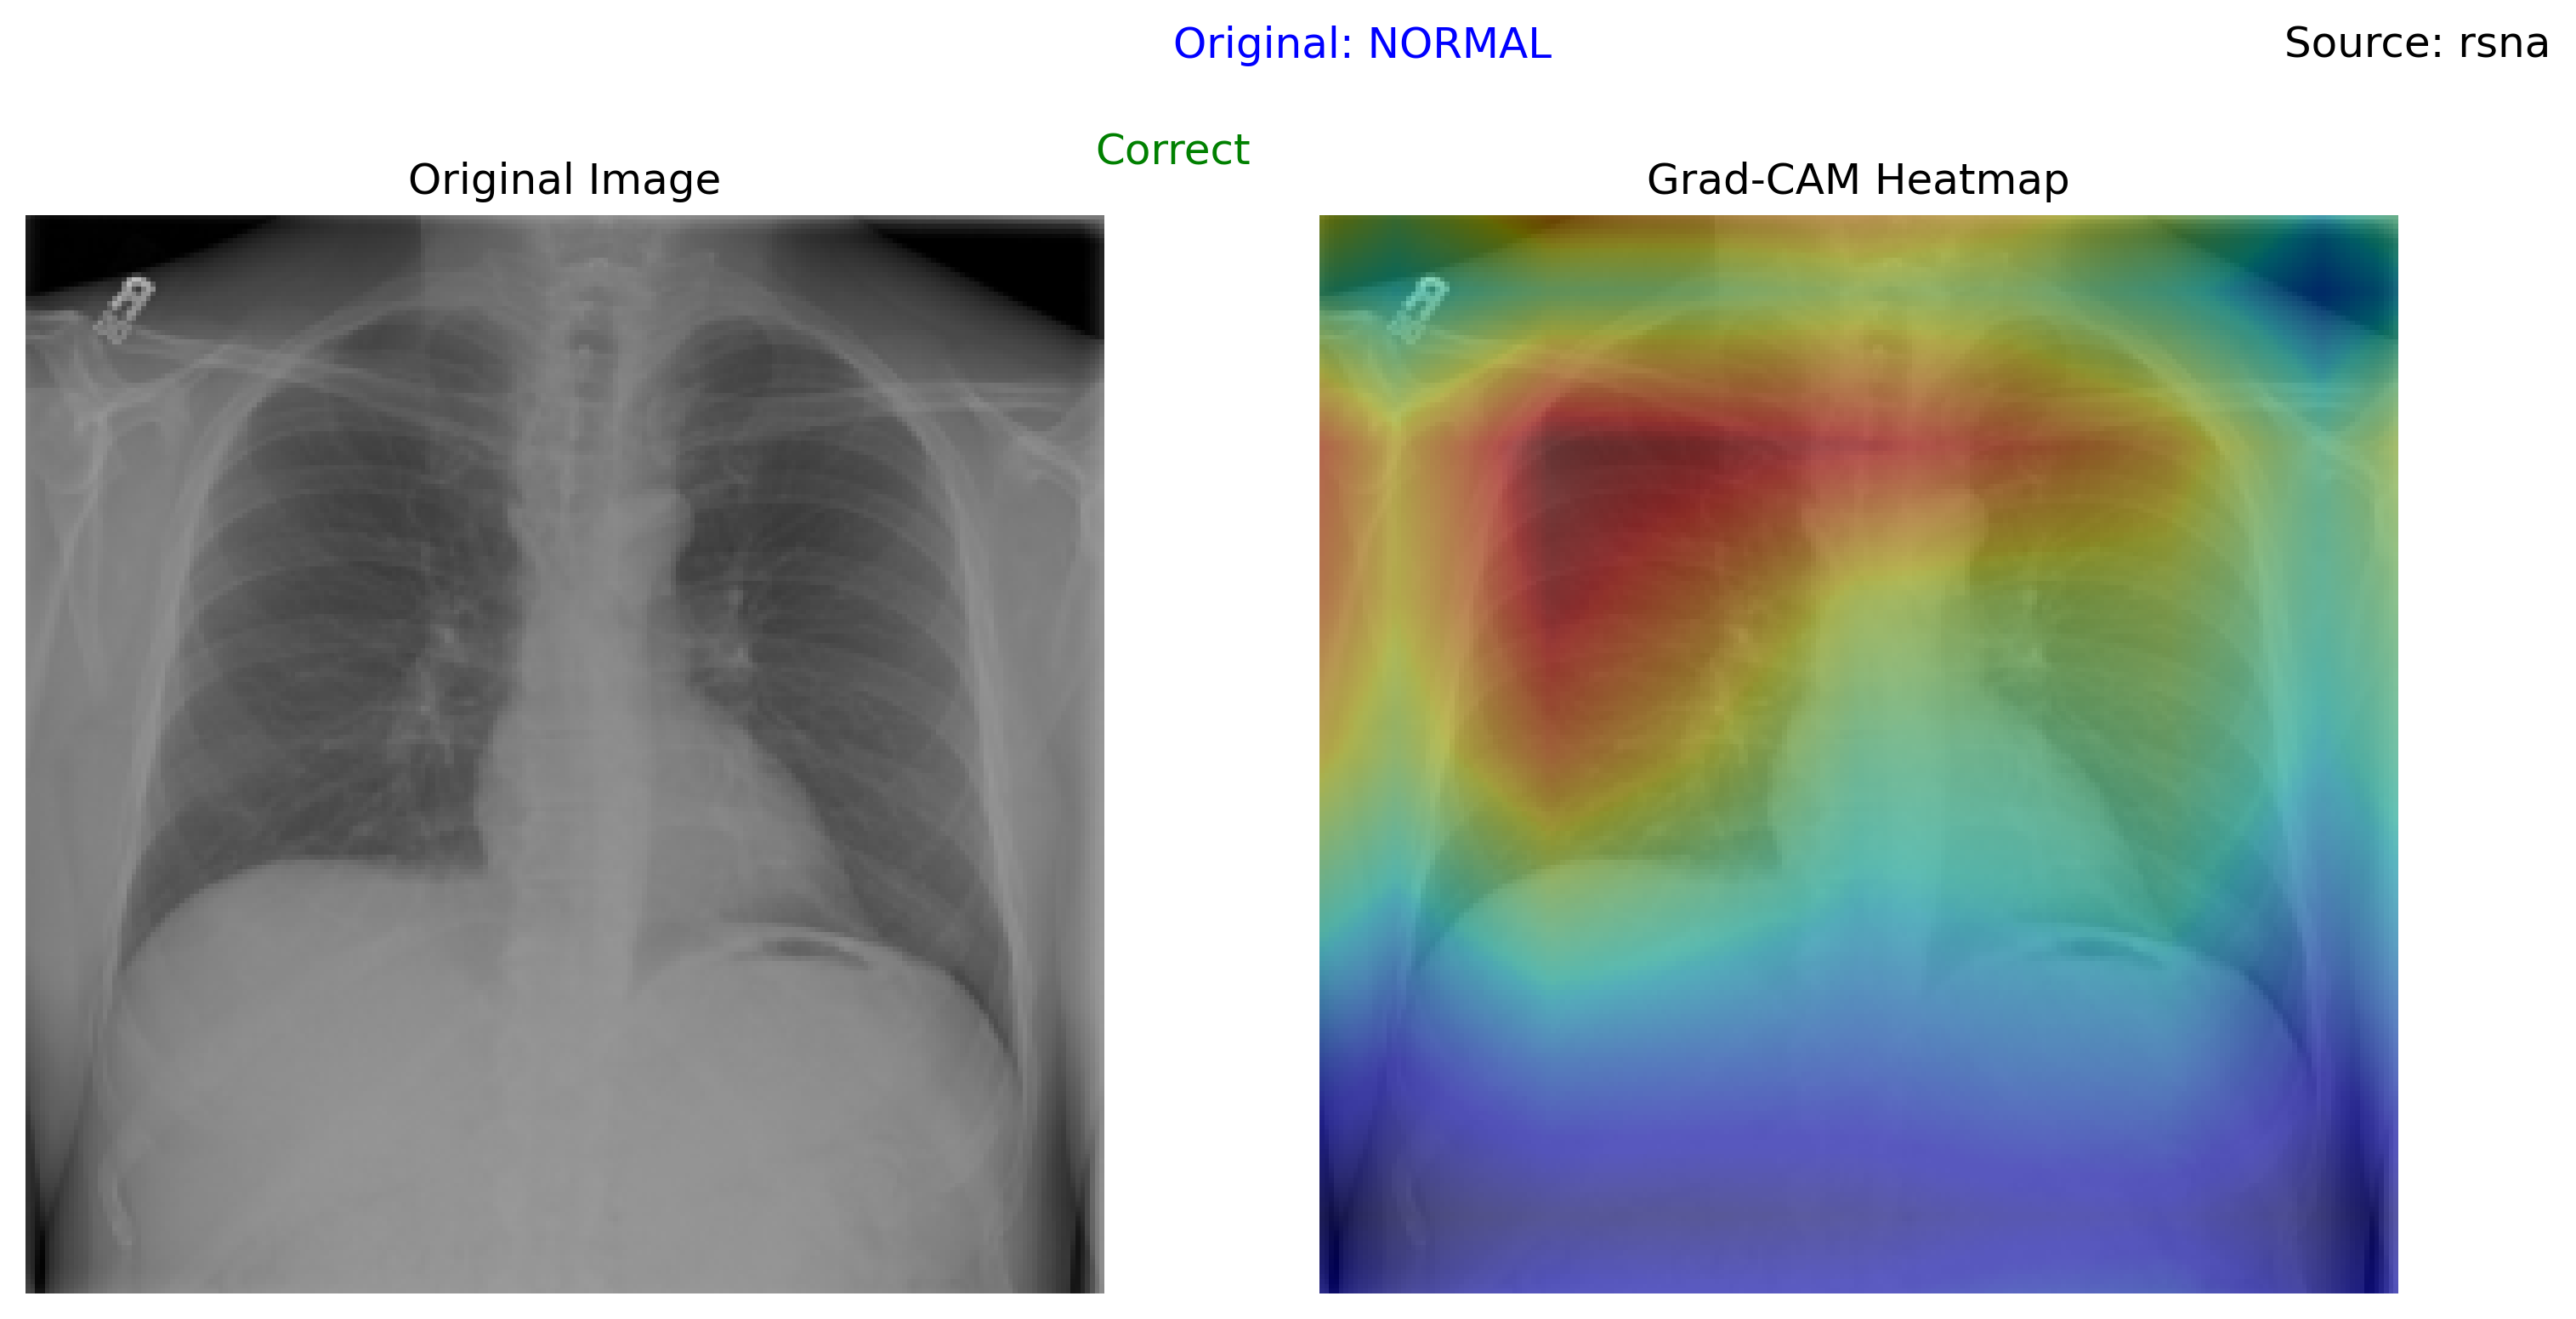 Original: NORMAL
Source: rsna
Correct
Original Image
Grad-CAM Heatmap